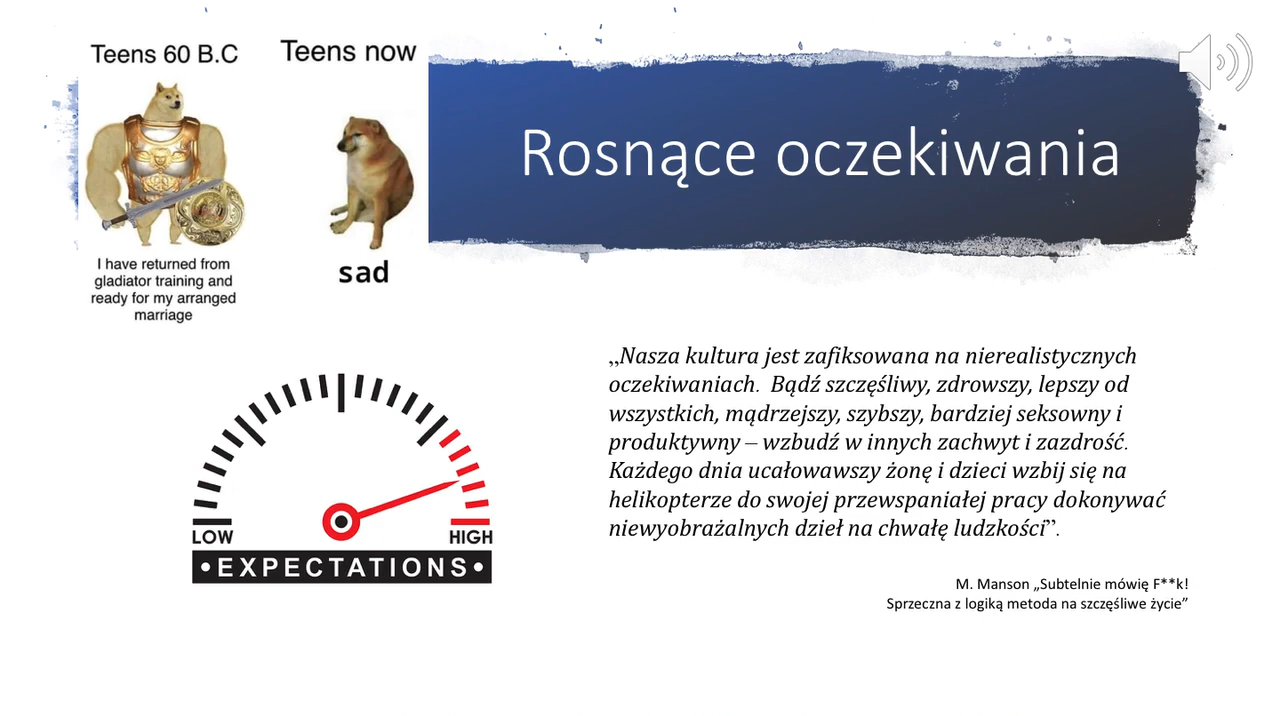 Teens 60 B.C
Teens now
I have returned from
gladiator training and
ready for my arranged
marriage
sad
Rosnące oczekiwania
LOW
HIGH
•EXPECTATIONS•
„Nasza kultura jest zafiksowana na nierealistycznych
oczekiwaniach. Bądź szczęśliwy, zdrowszy, lepszy od
wszystkich, mądrzejszy, szybszy, bardziej seksowny i
produktywny – wzbudź w innych zachwyt i zazdrość.
Każdego dnia ucałowawszy żonę i dzieci wzbij się na
helikopterze do swojej przewspaniałej pracy dokonywać
niewyobrażalnych dzieł na chwałę ludzkości”.
M. Manson „Subtelnie mówię F**k!
Sprzeczna z logiką metoda na szczęśliwe życie”